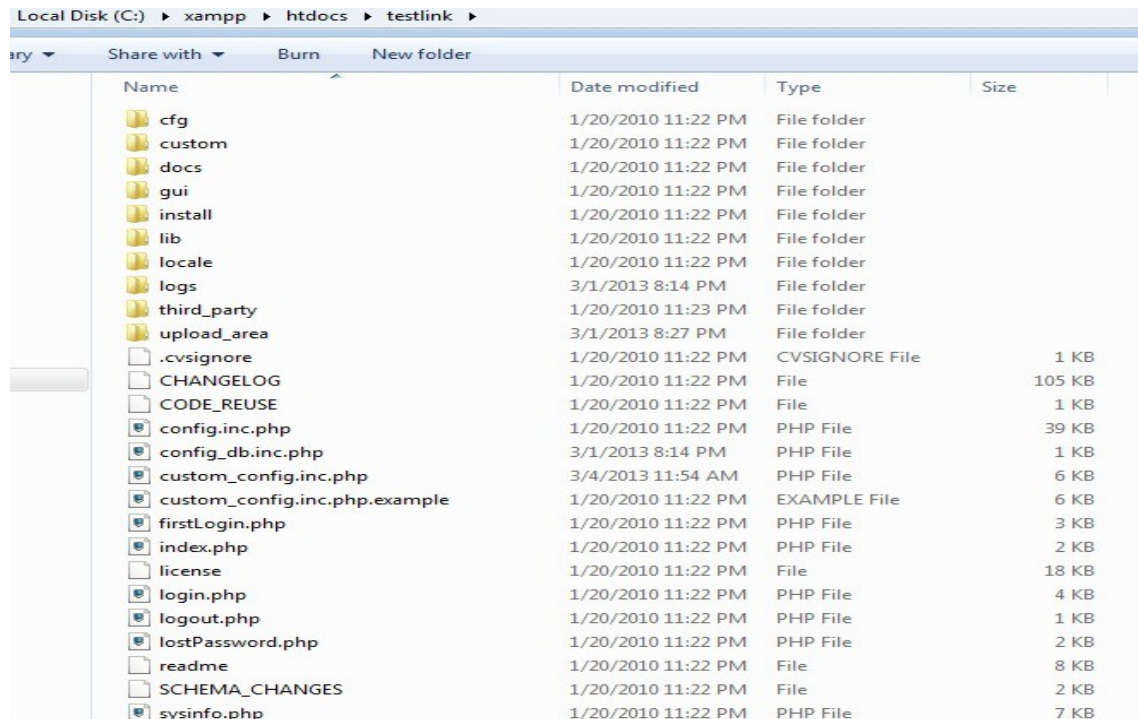 Local Disk (C:) ▸ xampp ▸ htdocs ▸ testlink ▸
ary Share with Burn New folder
Name Date modified Type Size
cfg 1/20/2010 11:22 PM File folder
custom 1/20/2010 11:22 PM File folder
docs 1/20/2010 11:22 PM File folder
gui 1/20/2010 11:22 PM File folder
install 1/20/2010 11:22 PM File folder
lib 1/20/2010 11:22 PM File folder
locale 1/20/2010 11:22 PM File folder
logs 3/1/2013 8:14 PM File folder
third_party 1/20/2010 11:23 PM File folder
upload_area 3/1/2013 8:27 PM File folder
.cvsignore 1/20/2010 11:22 PM CVSIGNORE File 1 KB
CHANGELOG 1/20/2010 11:22 PM File 105 KB
CODE_REUSE 1/20/2010 11:22 PM File 1 KB
config.inc.php 1/20/2010 11:22 PM PHP File 39 KB
config_db.inc.php 3/1/2013 8:14 PM PHP File 1 KB
custom_config.inc.php 3/4/2013 11:54 AM PHP File 6 KB
custom_config.inc.php.example 1/20/2010 11:22 PM EXAMPLE File 6 KB
firstLogin.php 1/20/2010 11:22 PM PHP File 3 KB
index.php 1/20/2010 11:22 PM PHP File 2 KB
license 1/20/2010 11:22 PM File 18 KB
login.php 1/20/2010 11:22 PM PHP File 4 KB
logout.php 1/20/2010 11:22 PM PHP File 1 KB
lostPassword.php 1/20/2010 11:22 PM PHP File 2 KB
readme 1/20/2010 11:22 PM File 8 KB
SCHEMA_CHANGES 1/20/2010 11:22 PM File 2 KB
sysinfo.php 1/20/2010 11:22 PM PHP File 7 KB